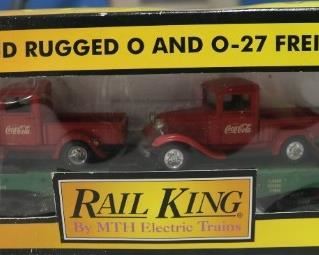 D RUGGED O AND O-27 FREI
Coca-Cola
Coca-Cola
RAIL KING®
By MTH Electric Trains